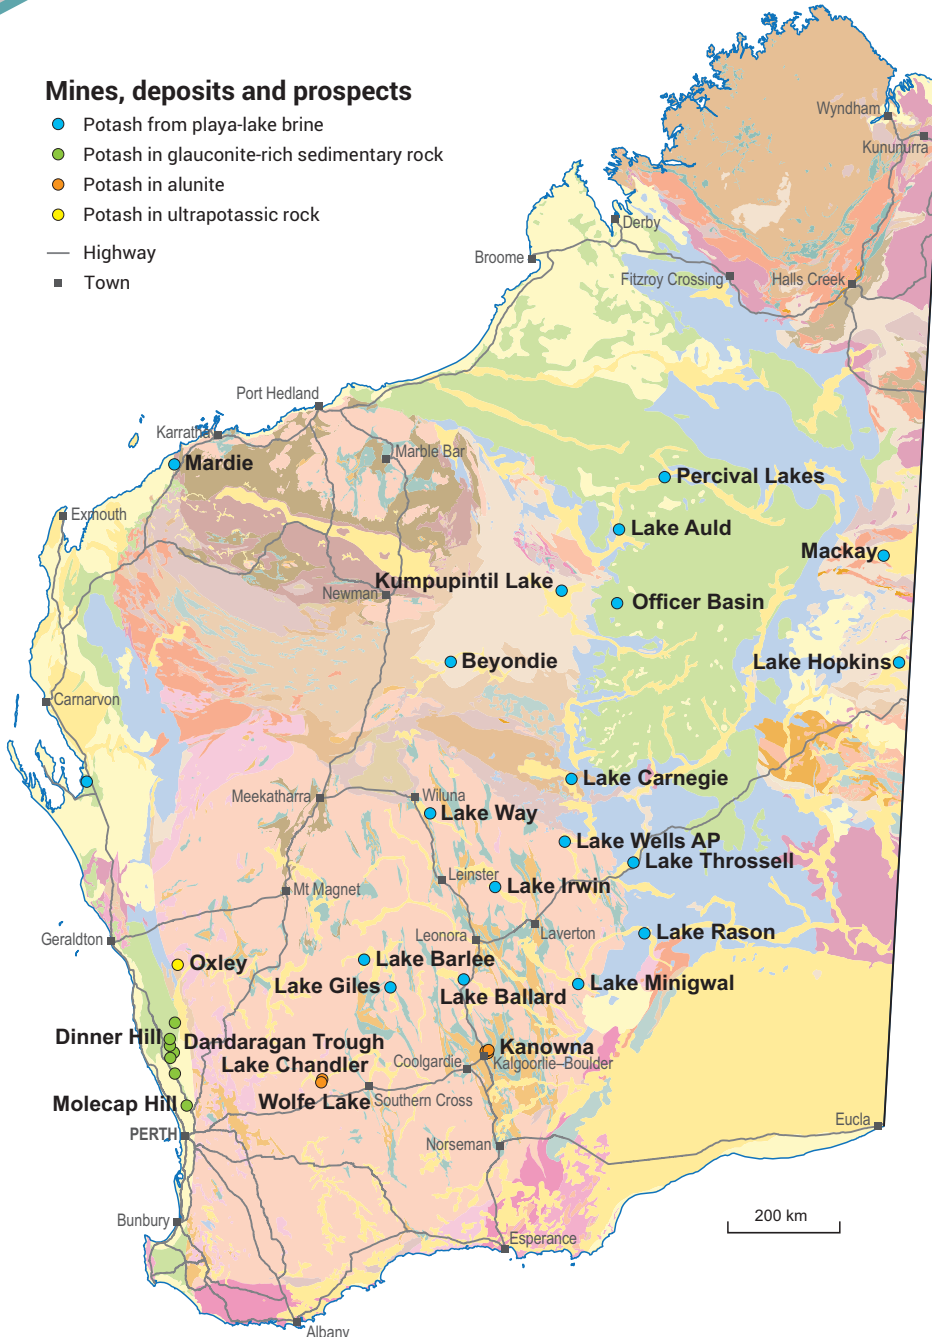 Mines, deposits and prospects
Potash from playa-lake brine
Potash in glauconite-rich sedimentary rock
Potash in alunite
Potash in ultrapotassic rock
Highway
Town
Wyndham
Kununurra
Derby
Broome
Fitzroy Crossing
Halls Creek
Port Hedland
Karratha
Marble Bar
Mardie
Percival Lakes
Exmouth
Lake Auld
Mackay
Kumpupintil Lake
Newman
Officer Basin
Beyondie
Lake Hopkins
Carnarvon
Lake Carnegie
Meekatharra
Wiluna
Lake Way
Lake Wells AP
Lake Throssell
Leinster
Lake Irwin
Mt Magnet
Laverton
Lake Rason
Geraldton
Leonora
Oxley
Lake Barlee
Lake Giles
Lake Minigwal
Lake Ballard
Dinner Hill
Dandaragan Trough
Kanowna
Lake Chandler
Coolgardie
Kalgoorlie–Boulder
Wolfe Lake
Southern Cross
Molecap Hill
PERTH
Eucla
Norseman
Bunbury
200 km
Esperance
Albany